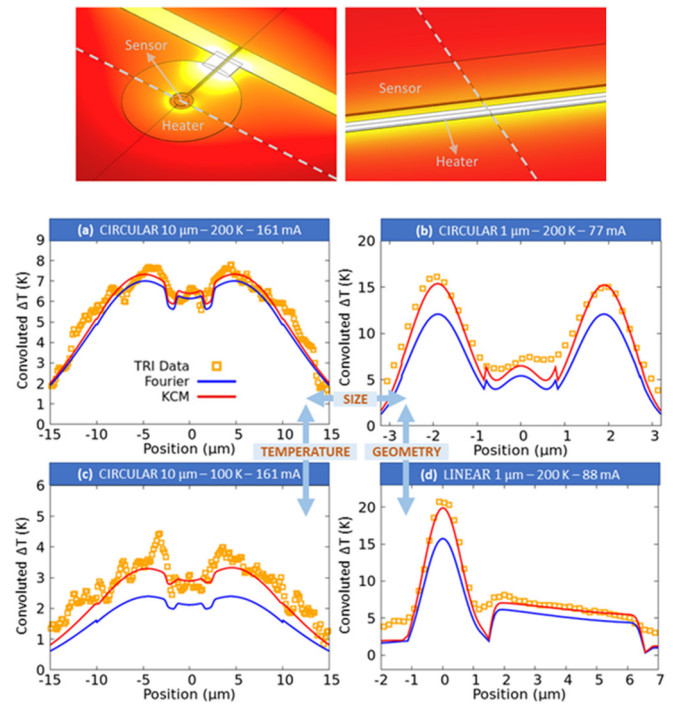 Sensor
Heater
Sensor
Heater
(a) CIRCULAR 10 μm – 200 K – 161 mA
Convoluted ΔT (K)
9
8
7
6
5
4
3
2
1
0
TRI Data
Fourier
KCM
-15 -10 -5 0 5 10 15
Position (μm)
(b) CIRCULAR 1 μm – 200 K – 77 mA
Convoluted ΔT (K)
20
15
10
5
0
-3 -2 -1 0 1 2 3
Position (μm)
SIZE
TEMPERATURE
GEOMETRY
(c) CIRCULAR 10 μm – 100 K – 161 mA
Convoluted ΔT (K)
6
5
4
3
2
1
0
-15 -10 -5 0 5 10 15
Position (μm)
(d) LINEAR 1 μm – 200 K – 88 mA
Convoluted ΔT (K)
20
15
10
5
0
-2 -1 0 1 2 3 4 5 6 7
Position (μm)